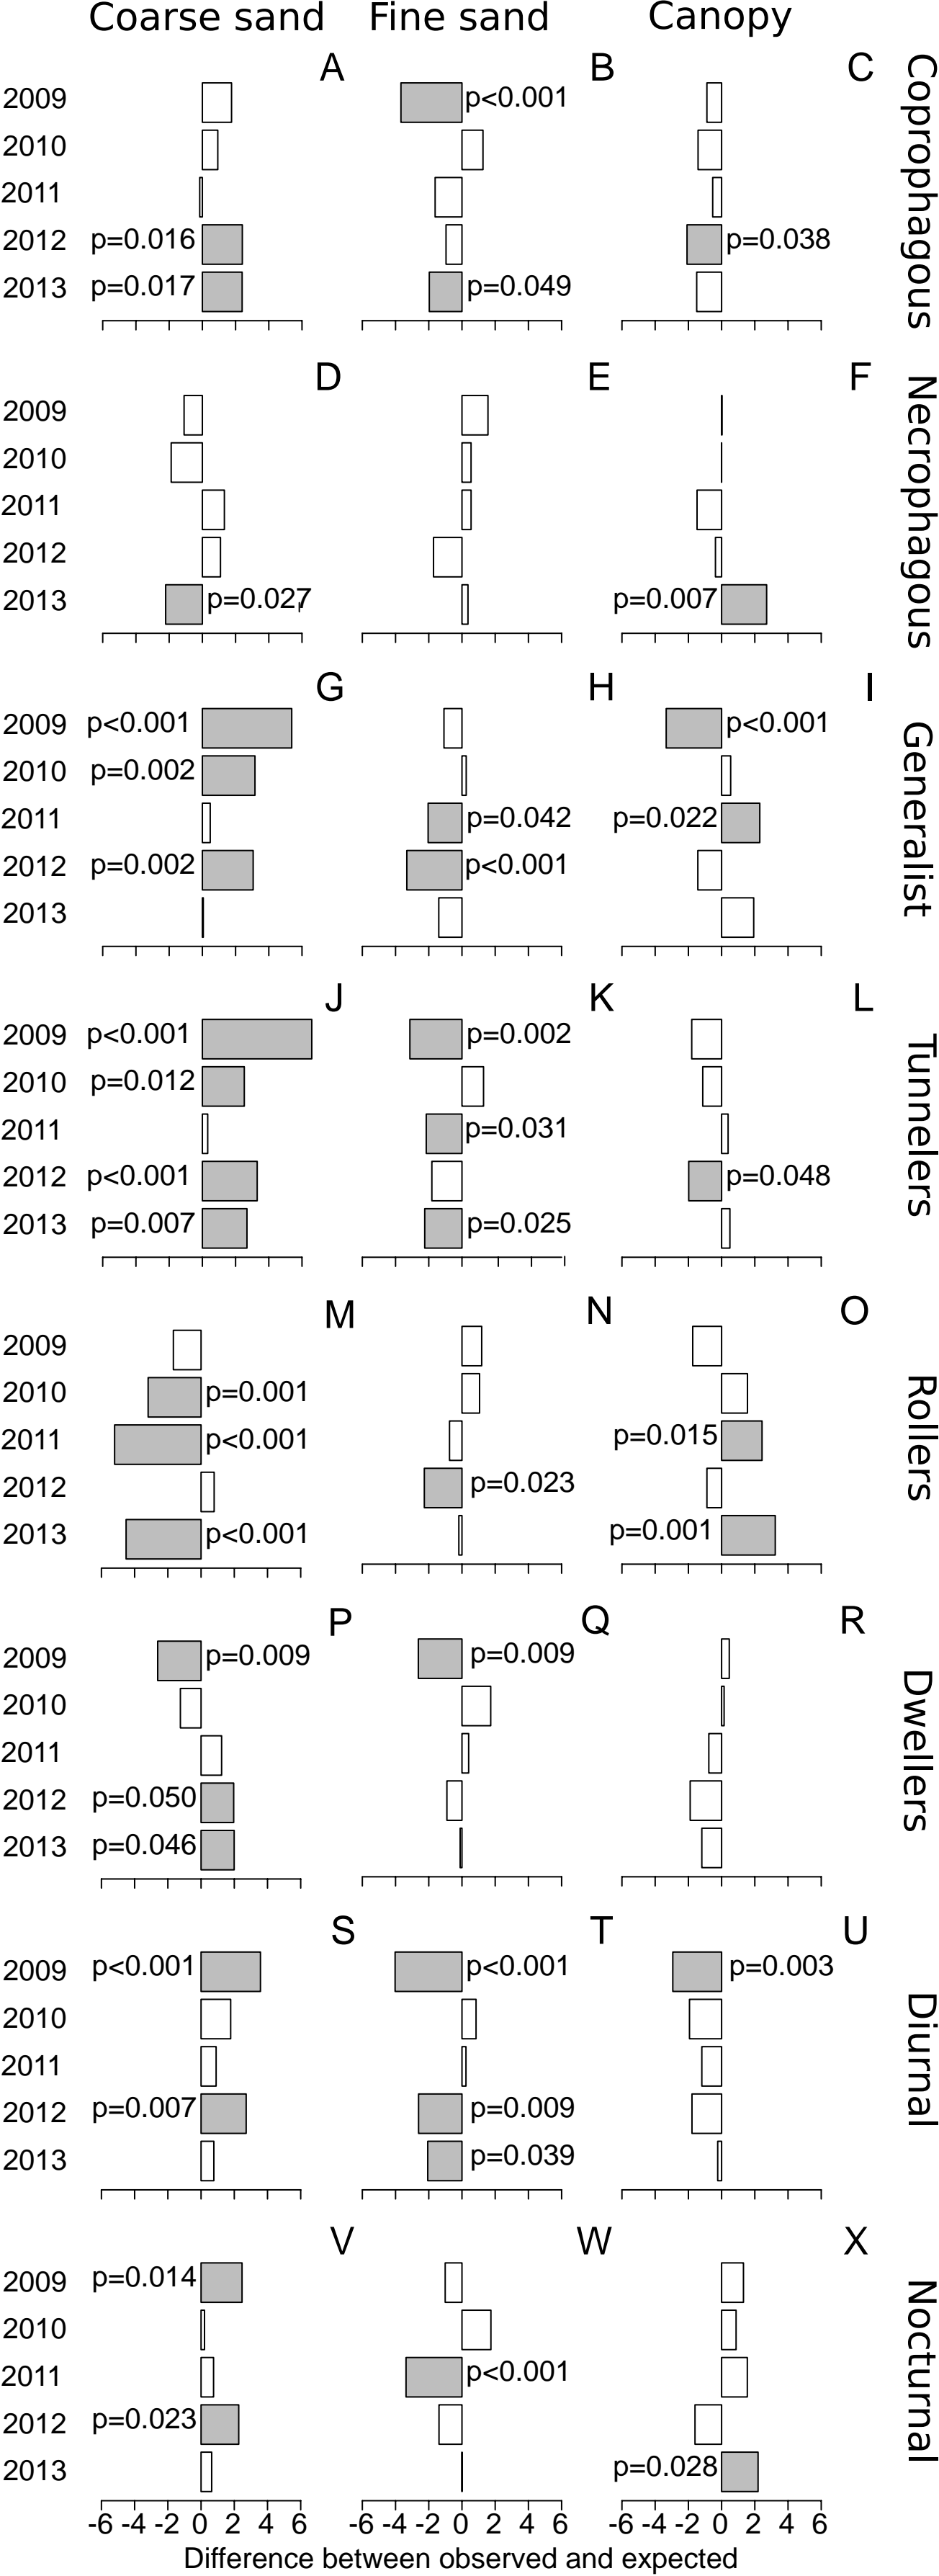 Coarse sand Fine sand Canopy
A B C
Coprophagous
2009 p<0.001
2010
2011
2012 p=0.016 p=0.038
2013 p=0.017 p=0.049
D E F
Necrophagous
2009
2010
2011
2012
2013 p=0.027 p=0.007
G H I
Generalist
2009 p<0.001 p<0.001
2010 p=0.002
2011 p=0.042 p=0.022
2012 p=0.002 p<0.001
2013
J K L
Tunnelers
2009 p<0.001 p=0.002
2010 p=0.012
2011 p=0.031
2012 p<0.001 p=0.048
2013 p=0.007 p=0.025
M N O
Rollers
2009
2010 p=0.001
2011 p<0.001 p=0.015
2012 p=0.023
2013 p<0.001 p=0.001
P Q R
Dwellers
2009 p=0.009 p=0.009
2010
2011
2012 p=0.050
2013 p=0.046
S T U
Diurnal
2009 p<0.001 p<0.001 p=0.003
2010
2011
2012 p=0.007 p=0.009
2013 p=0.039
V W X
Nocturnal
2009 p=0.014
2010
2011 p<0.001
2012 p=0.023
2013 p=0.028
-6 -4 -2 0 2 4 6 -6 -4 -2 0 2 4 6 -6 -4 -2 0 2 4 6
Difference between observed and expected